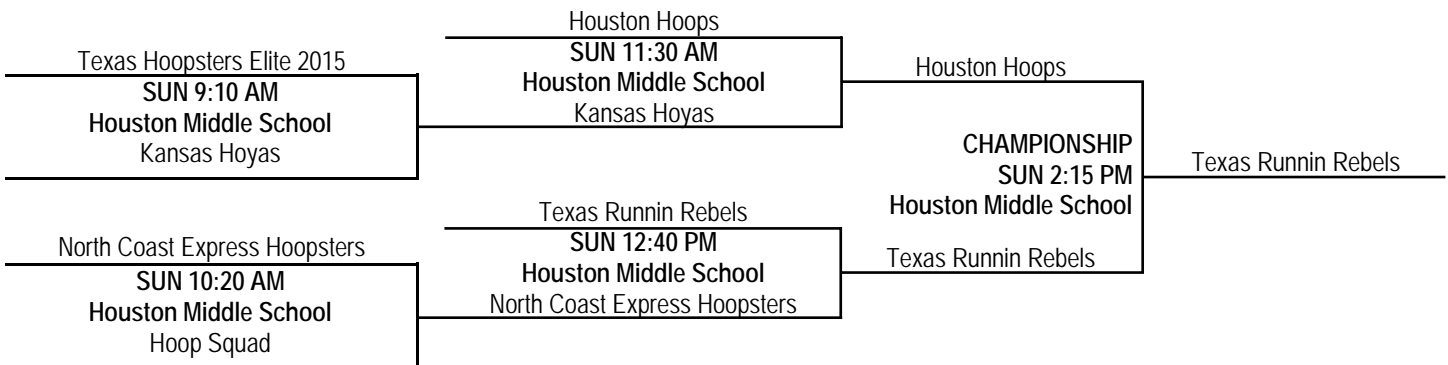 Houston Hoops
Texas Hoopsters Elite 2015
SUN 11:30 AM
Houston Middle School
Kansas Hoyas
SUN 9:10 AM
Houston Middle School
Kansas Hoyas
Houston Hoops
CHAMPIONSHIP
SUN 2:15 PM
Houston Middle School
Texas Runnin Rebels
Texas Runnin Rebels
North Coast Express Hoopsters
SUN 12:40 PM
Houston Middle School
North Coast Express Hoopsters
Texas Runnin Rebels
SUN 10:20 AM
Houston Middle School
Hoop Squad